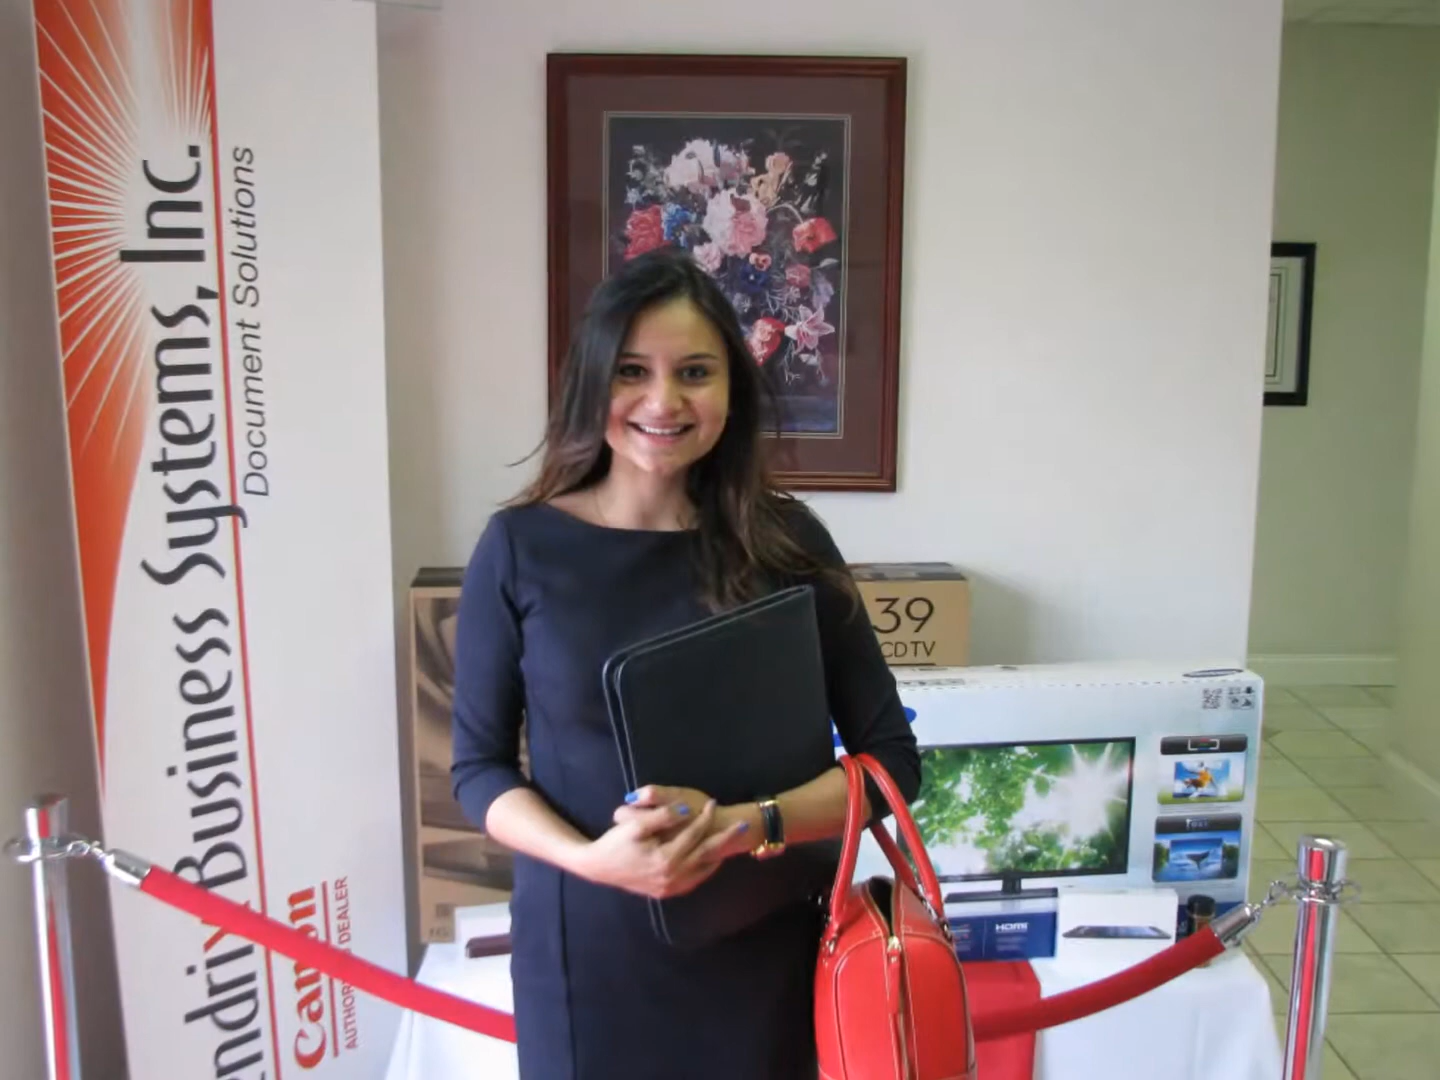 endrix Business Systems, Inc.
Document Solutions
Canon
AUTHOR DEALER
39
CD TV
HDMI